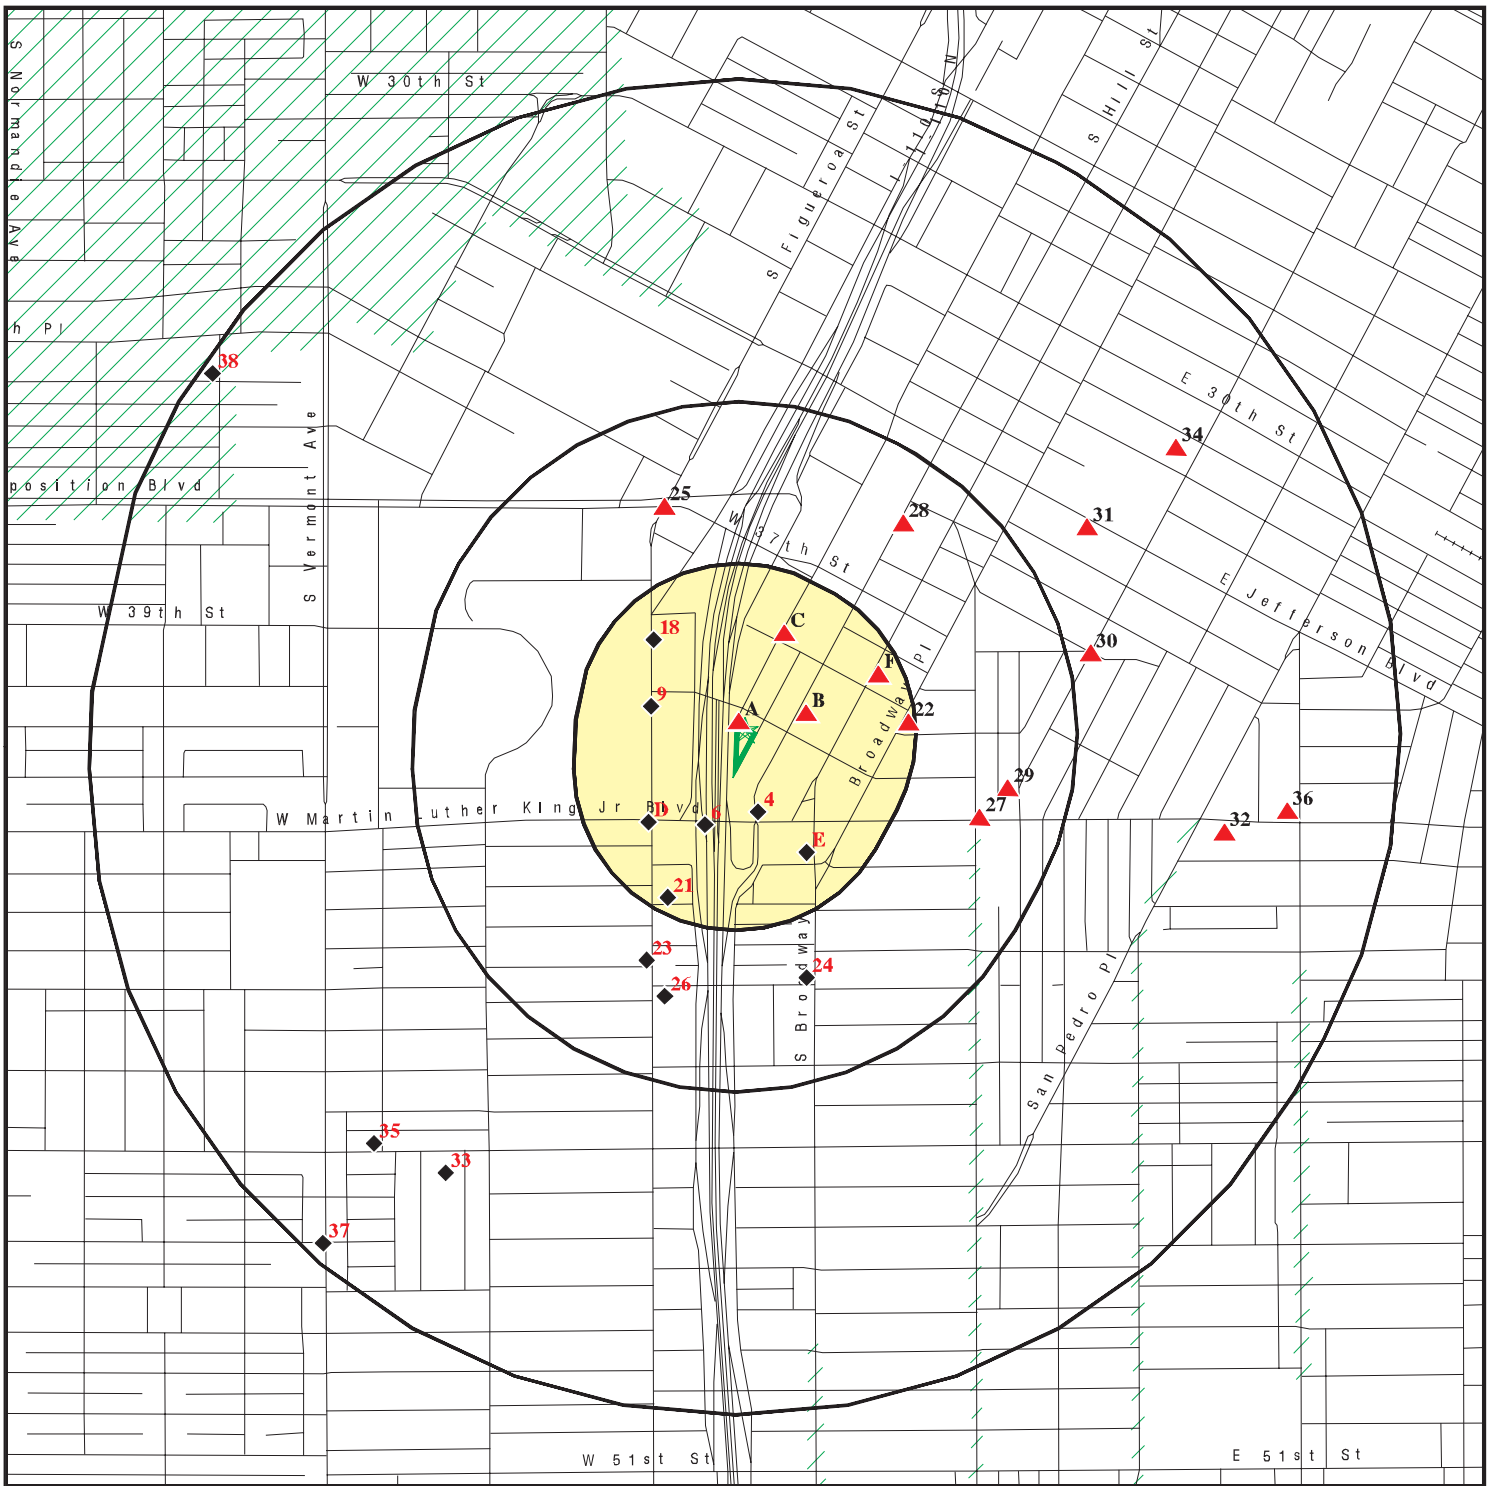 W 30th St
S Normandie Ave
S Hill St
S Figueroa St
I 110 N
I 110 S
h Pl
38
E 30th St
34
S Vermont Ave
position Blvd
25
W 37th St
28
31
W 39th St
E Jefferson Blvd
18
C
30
F
9
A
B
22
Broadway Pl
29
W Martin Luther King Jr Blvd
D
6
4
27
36
32
E
21
23
24
26
S Broadway
San Pedro Pl
35
33
37
W 51st St
E 51st St